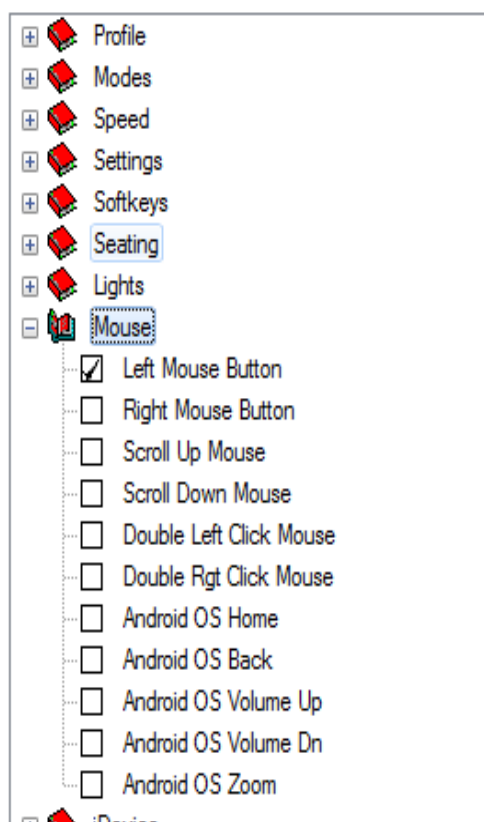 Profile
Modes
Speed
Settings
Softkeys
Seating
Lights
Mouse
Left Mouse Button
Right Mouse Button
Scroll Up Mouse
Scroll Down Mouse
Double Left Click Mouse
Double Rgt Click Mouse
Android OS Home
Android OS Back
Android OS Volume Up
Android OS Volume Dn
Android OS Zoom